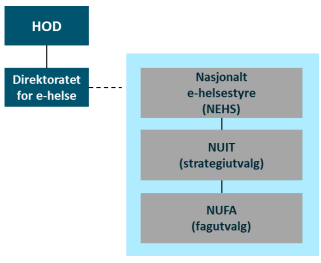 HOD
Direktoratet
for e-helse
Nasjonalt
e-helsestyre
(NEHS)
NUIT
(strategiutvalg)
NUFA
(fagutvalg)